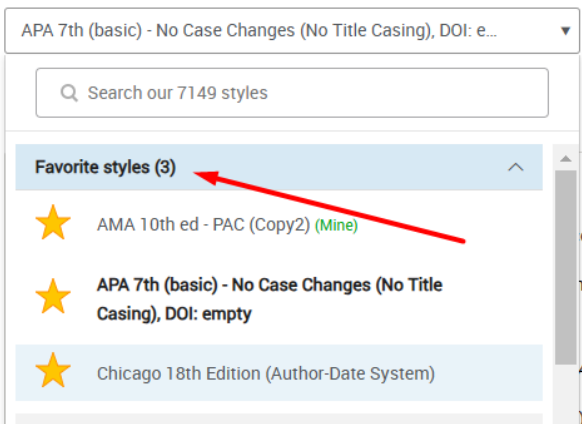 APA 7th (basic) - No Case Changes (No Title Casing), DOI: e...
Search our 7149 styles
Favorite styles (3)
AMA 10th ed - PAC (Copy2) (Mine)
APA 7th (basic) - No Case Changes (No Title
Casing), DOI: empty
Chicago 18th Edition (Author-Date System)